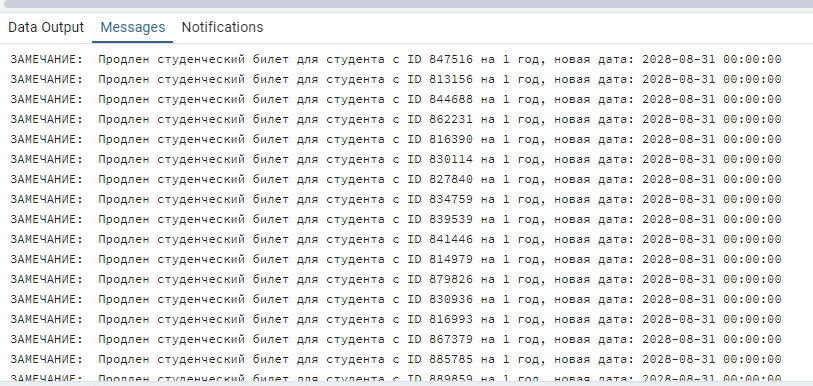 Data Output Messages Notifications
ЗАМЕЧАНИЕ: Продлен студенческий билет для студента с ID 847516 на 1 год, новая дата: 2028-08-31 00:00:00
ЗАМЕЧАНИЕ: Продлен студенческий билет для студента с ID 813156 на 1 год, новая дата: 2028-08-31 00:00:00
ЗАМЕЧАНИЕ: Продлен студенческий билет для студента с ID 844688 на 1 год, новая дата: 2028-08-31 00:00:00
ЗАМЕЧАНИЕ: Продлен студенческий билет для студента с ID 862231 на 1 год, новая дата: 2028-08-31 00:00:00
ЗАМЕЧАНИЕ: Продлен студенческий билет для студента с ID 816390 на 1 год, новая дата: 2028-08-31 00:00:00
ЗАМЕЧАНИЕ: Продлен студенческий билет для студента с ID 830114 на 1 год, новая дата: 2028-08-31 00:00:00
ЗАМЕЧАНИЕ: Продлен студенческий билет для студента с ID 827840 на 1 год, новая дата: 2028-08-31 00:00:00
ЗАМЕЧАНИЕ: Продлен студенческий билет для студента с ID 834759 на 1 год, новая дата: 2028-08-31 00:00:00
ЗАМЕЧАНИЕ: Продлен студенческий билет для студента с ID 839539 на 1 год, новая дата: 2028-08-31 00:00:00
ЗАМЕЧАНИЕ: Продлен студенческий билет для студента с ID 841446 на 1 год, новая дата: 2028-08-31 00:00:00
ЗАМЕЧАНИЕ: Продлен студенческий билет для студента с ID 814979 на 1 год, новая дата: 2028-08-31 00:00:00
ЗАМЕЧАНИЕ: Продлен студенческий билет для студента с ID 879826 на 1 год, новая дата: 2028-08-31 00:00:00
ЗАМЕЧАНИЕ: Продлен студенческий билет для студента с ID 830936 на 1 год, новая дата: 2028-08-31 00:00:00
ЗАМЕЧАНИЕ: Продлен студенческий билет для студента с ID 816993 на 1 год, новая дата: 2028-08-31 00:00:00
ЗАМЕЧАНИЕ: Продлен студенческий билет для студента с ID 867379 на 1 год, новая дата: 2028-08-31 00:00:00
ЗАМЕЧАНИЕ: Продлен студенческий билет для студента с ID 885785 на 1 год, новая дата: 2028-08-31 00:00:00
ЗАМЕЧАНИЕ: Продлен студенческий билет для студента с ID 889859 на 1 год, новая дата: 2028-08-31 00:00:00